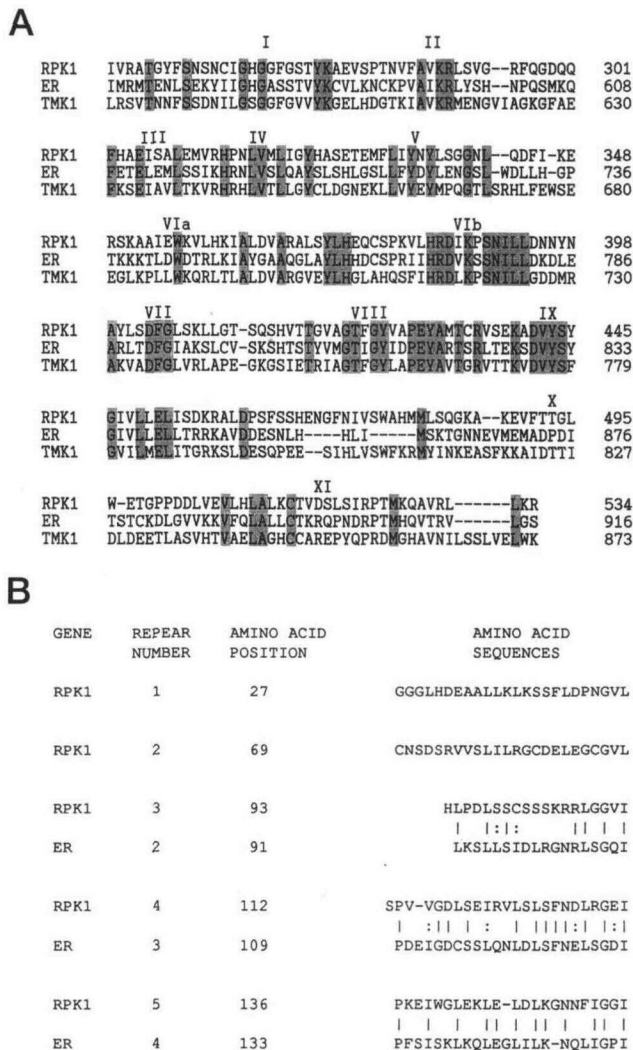 A
I II
RPK1 IVRATGYFSNSNCIGHGGFGSTYKAEVSPTNVFAVKRLSVG--RFQGDQQ 301
ER IMRMTENLSEKYIIGHGASSTVYKCVLKNCKPVAIKRLYSH--NPQSMKQ 608
TMK1 LRSVTNNFSSDNILGSGGFGVVYKGELHDGTKIAVKRMENGVIAGKGFAE 630
III IV V
RPK1 FHAEISALEMVRHPNLVMLIGYHASETEMFLIYNYLSGGNL--QDFI-KE 348
ER FETELEMLSSIKHRNLVSLQAYSLSHLGSLLFYDYLENGSL-WDLLH-GP 736
TMK1 FKSEIAVLTKVRHRHLVTLLGYCLDGNEKLLVYEYMPQGTLSRHLFEWSE 680
VIa VIb
RPK1 RSKAAIEWKVLHKIALDVARALSYLHEQCSPKVLHRDIKPSNILLDNNYN 398
ER TKKKTLDWDTRLKIAYGAAQGLAYLHHDCSPRIIHRDVKSSNILLDKDLE 786
TMK1 EGLKPLLWKQRLTLALDVARGVEYLHGLAHQSFIHRDLKPSNILLGDDMR 730
VII VIII IX
RPK1 AYLSDFGLSKLLGT-SQSHVTTGVAGTFGYVAPEYAMTCRVSEKADVYSY 445
ER ARLTDFGIAKSLCV-SKSHTSTYVMGTIGYIDPEYARTSRLTEKSDVYSY 833
TMK1 AKVADFGLVRLAPE-GKGSIETRIAGTFGYLAPEYAVTGRVTTKVDVYSF 779
X
RPK1 GIVLLELISDKRALDPSFSSHENGFNIVSWAHMMLSQGKA--KEVFTTGL 495
ER GIVLLELLTRRKAVDDESNLH----HLI-----MSKTGNNEVMEMADPDI 876
TMK1 GVILMELITGRKSLDESQPEE--SIHLVSWFKRMYINKEASFKKAIDTTI 827
XI
RPK1 W-ETGPPDDLVEVLHLALKCTVDSLSIRPTMKQAVRL------LKR 534
ER TSTCKDLGVVKKVFQLALLCTKRQPNDRPTMHQVTRV------LGS 916
TMK1 DLDEETLASVHTVAELAGHCCAREPYQPRDMGHAVNILSSLVELWK 873
B
GENE REPEAR AMINO ACID AMINO ACID
NUMBER POSITION SEQUENCES
RPK1 1 27 GGGLHDEAALLKLKSSFLDPNGVL
RPK1 2 69 CNSDSRVVSLILRGCDELEGCGVL
RPK1 3 93 HLPDLSSCSSSKRRLGGVI
| |:|: || | |
ER 2 91 LKSLLSIDLRGNRLSGQI
RPK1 4 112 SPV-VGDLSEIRVLSLSFNDLRGEI
| :|| | : | ||||:| |:|
ER 3 109 PDEIGDCSSLQNLDLSFNELSGDI
RPK1 5 136 PKEIWGLEKLE-LDLKGNNFIGGI
| | | || | || || | |
ER 4 133 PFSISKLKQLEGLILK-NQLIGPI